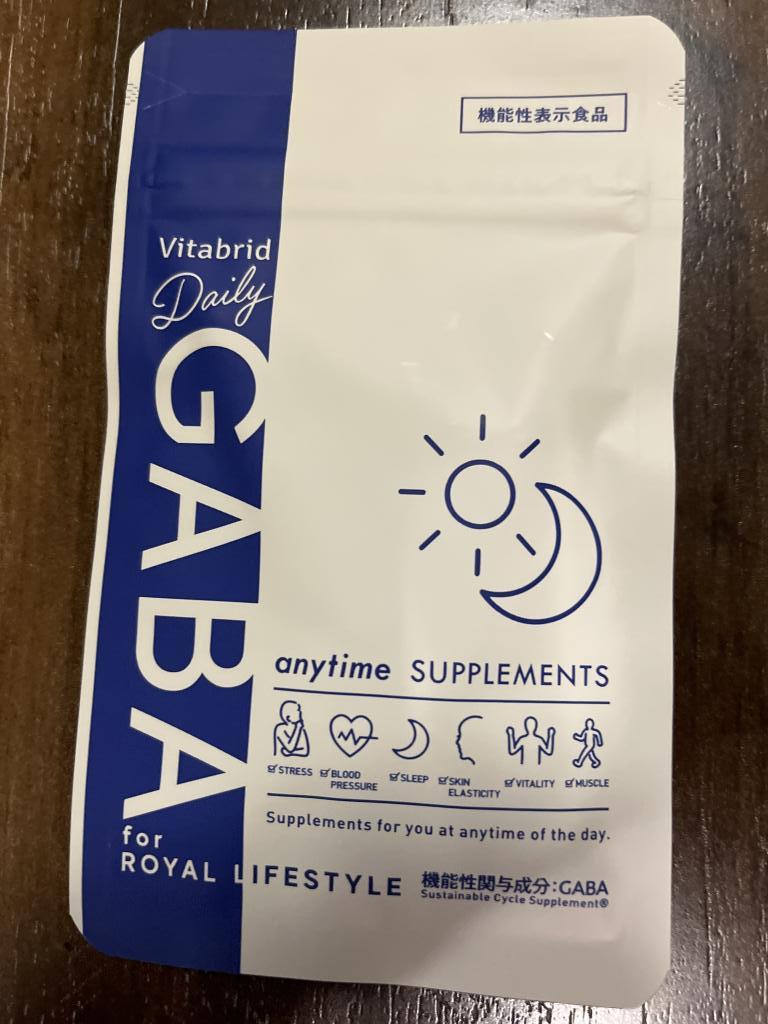 機能性表示食品
Vitabrid
Daily
GABA
for
ROYAL LIFESTYLE
anytime SUPPLEMENTS
STRESS
BLOOD
PRESSURE
SLEEP
SKIN
ELASTICITY
VITALITY
MUSCLE
Supplements for you at anytime of the day.
機能性関与成分:GABA
Sustainable Cycle Supplement®